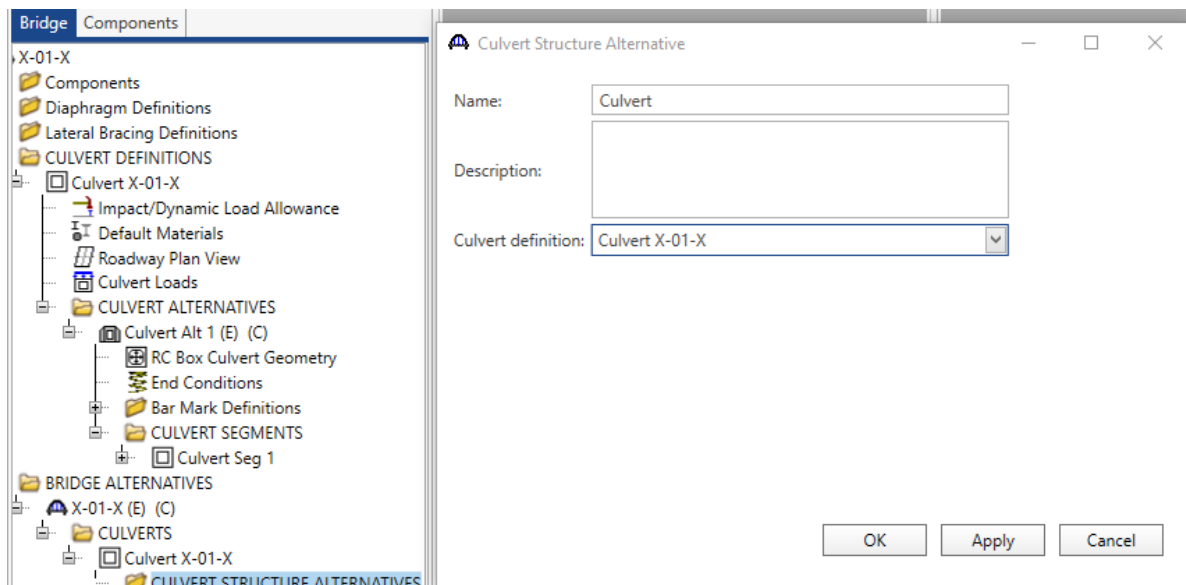 Bridge Components
X-01-X
Components
Diaphragm Definitions
Lateral Bracing Definitions
CULVERT DEFINITIONS
Culvert X-01-X
Impact/Dynamic Load Allowance
Default Materials
Roadway Plan View
Culvert Loads
CULVERT ALTERNATIVES
Culvert Alt 1 (E) (C)
RC Box Culvert Geometry
End Conditions
Bar Mark Definitions
CULVERT SEGMENTS
Culvert Seg 1
BRIDGE ALTERNATIVES
X-01-X (E) (C)
CULVERTS
Culvert X-01-X
CULVERT STRUCTURE ALTERNATIVES
Culvert Structure Alternative
Name: Culvert
Description:
Culvert definition: Culvert X-01-X
OK Apply Cancel